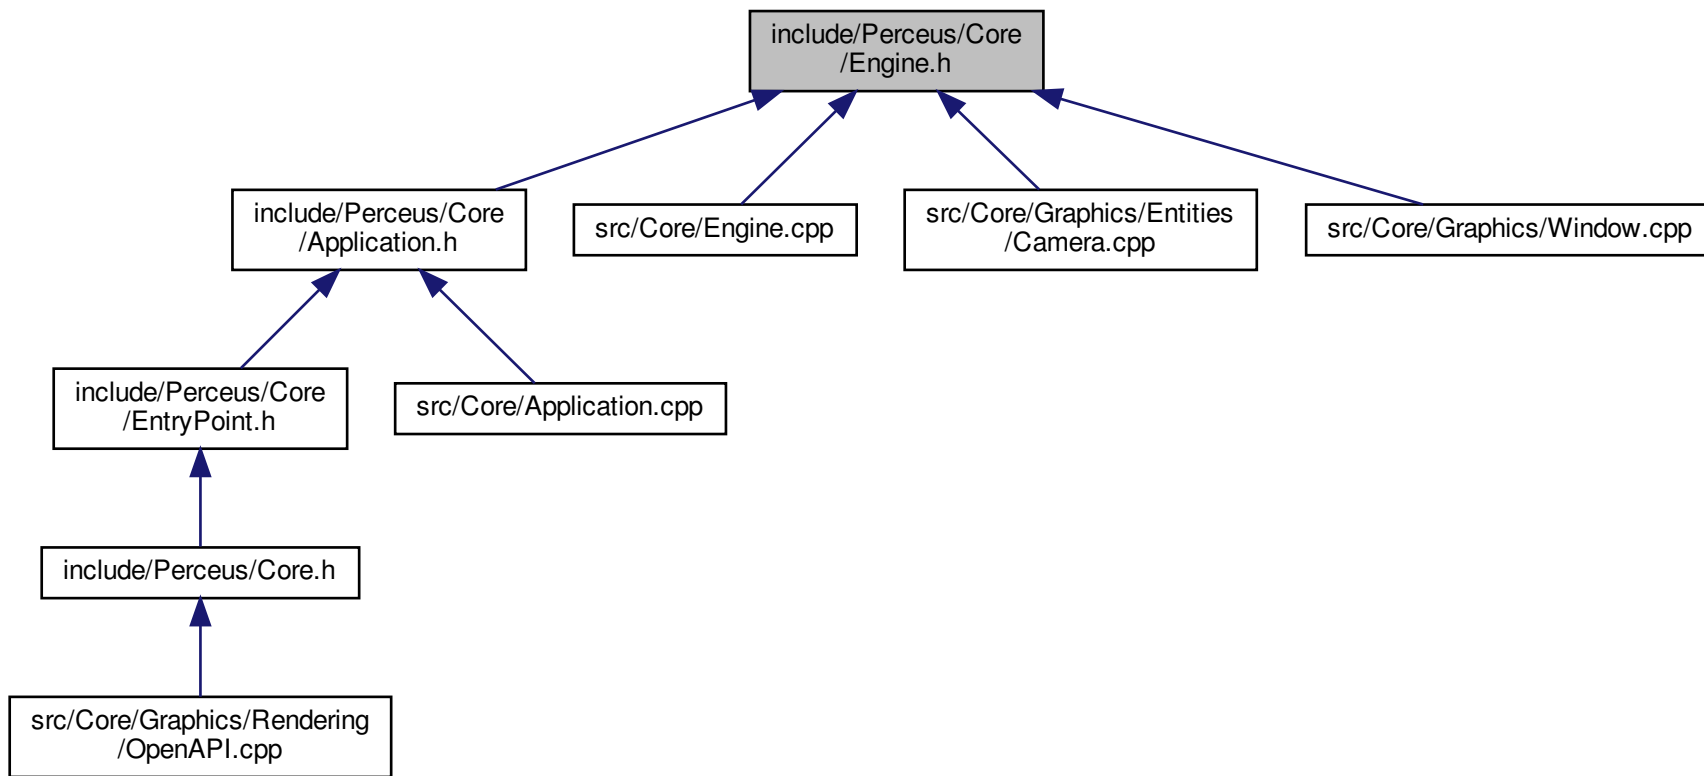 include/Perceus/Core
/Engine.h
include/Perceus/Core
/Application.h
src/Core/Engine.cpp
src/Core/Graphics/Entities
/Camera.cpp
src/Core/Graphics/Window.cpp
include/Perceus/Core
/EntryPoint.h
src/Core/Application.cpp
include/Perceus/Core.h
src/Core/Graphics/Rendering
/OpenAPI.cpp